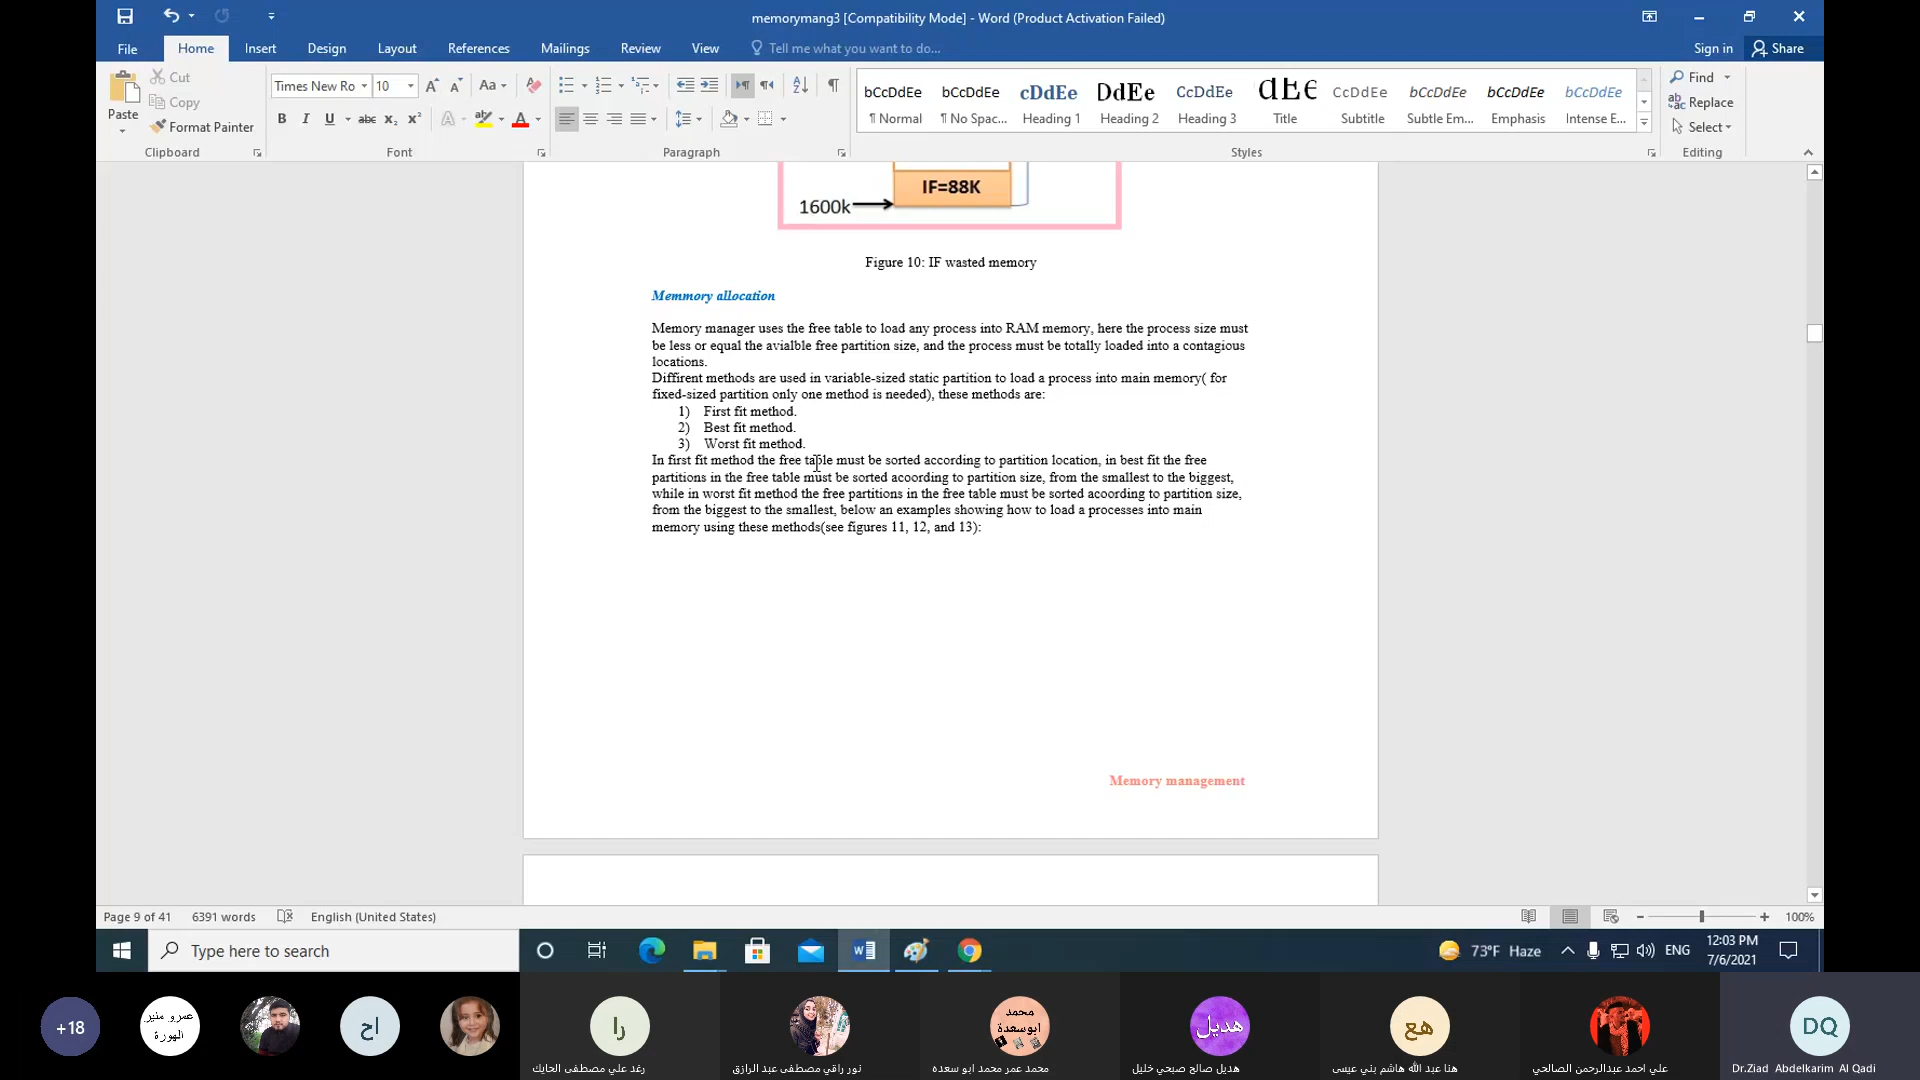 memorymang3 [Compatibility Mode] - Word (Product Activation Failed)
File Home Insert Design Layout References Mailings Review View Tell me what you want to do... Sign in Share
Paste
Cut
Copy
Format Painter
Clipboard
Times New Ro 10
Font
Paragraph
bCcDdEe bCcDdEe cDdEe DdEe CcDdEe dEe CcDdEe bCcDdEe bCcDdEe bCcDdEe
¶ Normal ¶ No Spac... Heading 1 Heading 2 Heading 3 Title Subtitle Subtle Em... Emphasis Intense E...
Styles
Find
Replace
Select
Editing
IF=88K
1600k
Figure 10: IF wasted memory
Memmory allocation
Memory manager uses the free table to load any process into RAM memory, here the process size must
be less or equal the avialble free partition size, and the process must be totally loaded into a contagious
locations.
Diffirent methods are used in variable-sized static partition to load a process into main memory( for
fixed-sized partition only one method is needed), these methods are:
1) First fit method.
2) Best fit method.
3) Worst fit method.
In first fit method the free table must be sorted according to partition location, in best fit the free
partitions in the free table must be sorted acoording to partition size, from the smallest to the biggest,
while in worst fit method the free partitions in the free table must be sorted acoording to partition size,
from the biggest to the smallest, below an examples showing how to load a processes into main
memory using these methods(see figures 11, 12, and 13):
Memory management
Page 9 of 41 6391 words English (United States) 100%
Type here to search
73°F Haze ENG
12:03 PM
7/6/2021
+18
عمرو منير
الهورة
اح
را
محمد
ابوسعدة
هديل
هع
DQ
رغد علي مصطفى الحايك
نور راقي مصطفى عبد الرازق
محمد عمر محمد ابو سعده
هديل صالح صبحي خليل
هنا عبد الله هاشم بني عيسى
علي احمد عبدالرحمن الصالحي
Dr.Ziad Abdelkarim Al Qadi